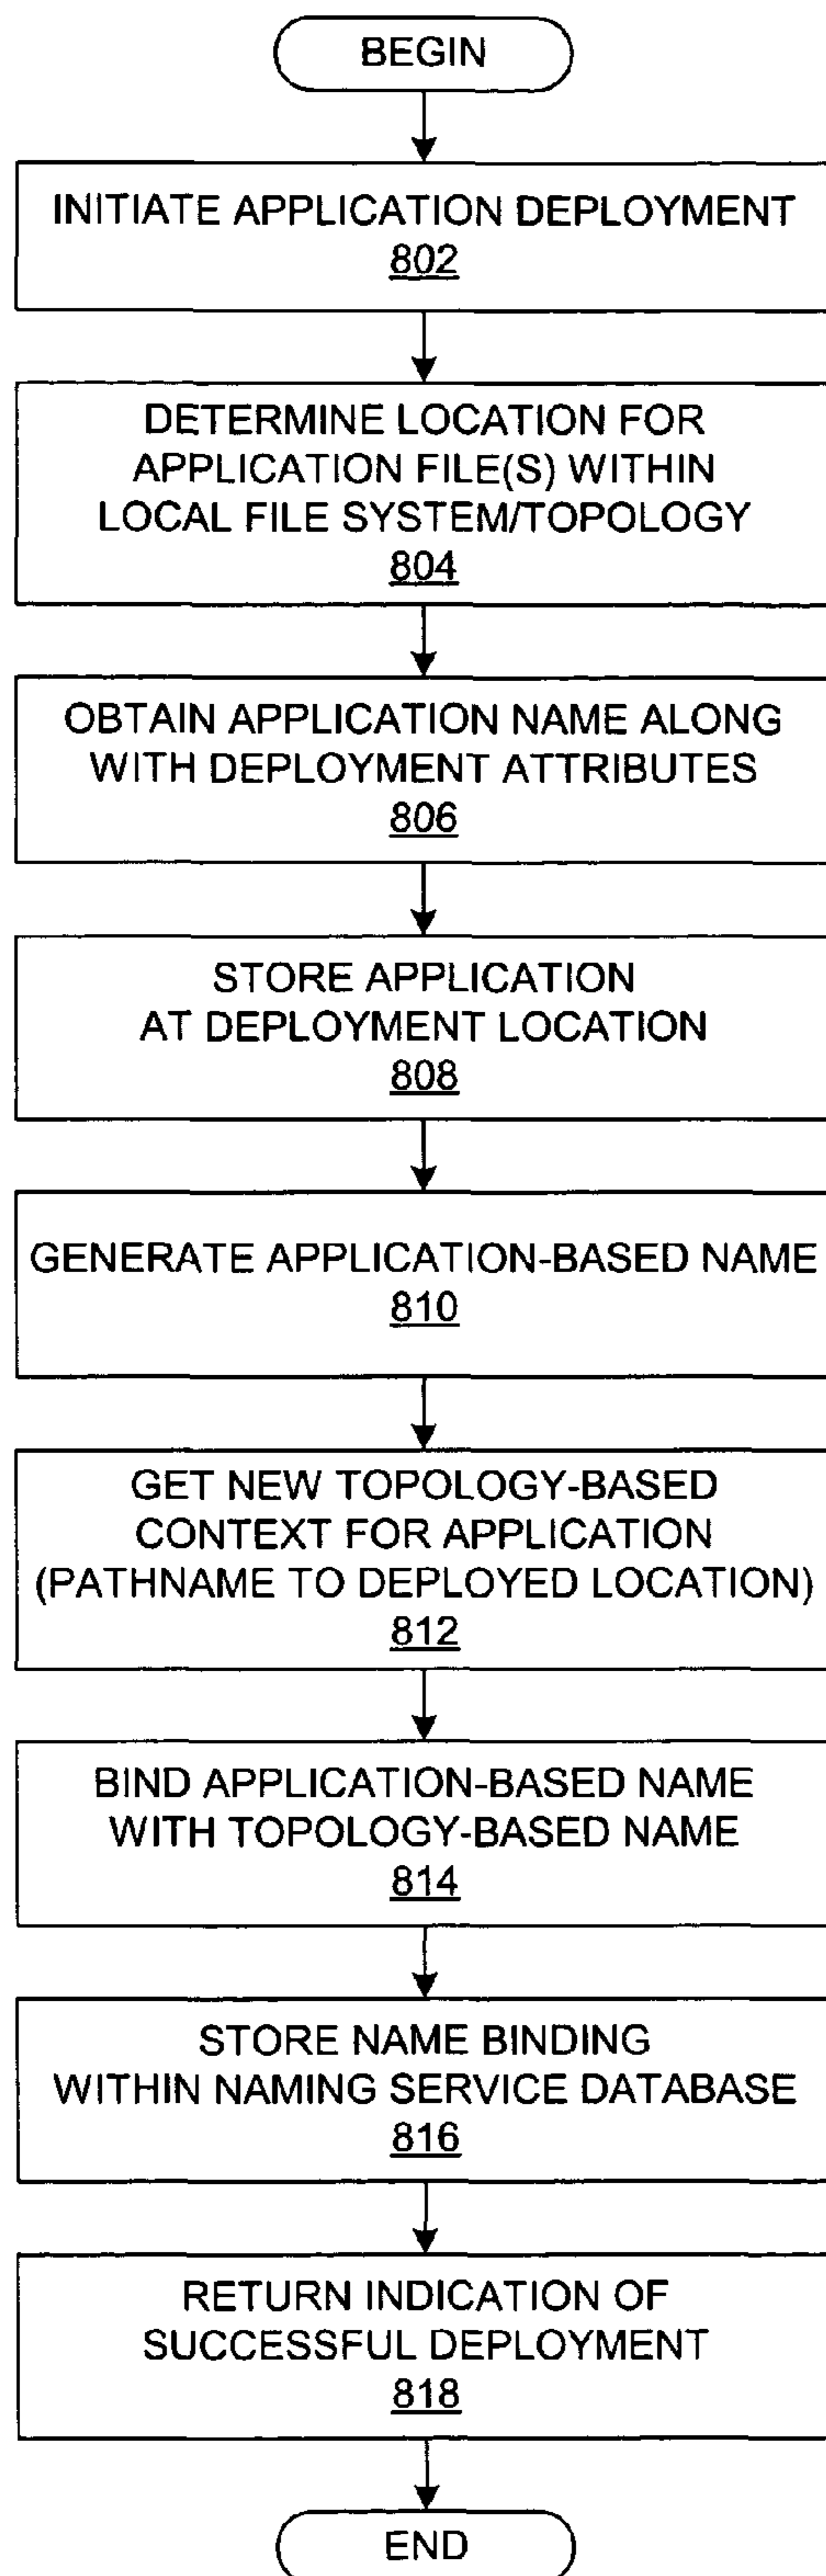 BEGIN
INITIATE APPLICATION DEPLOYMENT
802
DETERMINE LOCATION FOR
APPLICATION FILE(S) WITHIN
LOCAL FILE SYSTEM/TOPOLOGY
804
OBTAIN APPLICATION NAME ALONG
WITH DEPLOYMENT ATTRIBUTES
806
STORE APPLICATION
AT DEPLOYMENT LOCATION
808
GENERATE APPLICATION-BASED NAME
810
GET NEW TOPOLOGY-BASED
CONTEXT FOR APPLICATION
(PATHNAME TO DEPLOYED LOCATION)
812
BIND APPLICATION-BASED NAME
WITH TOPOLOGY-BASED NAME
814
STORE NAME BINDING
WITHIN NAMING SERVICE DATABASE
816
RETURN INDICATION OF
SUCCESSFUL DEPLOYMENT
818
END